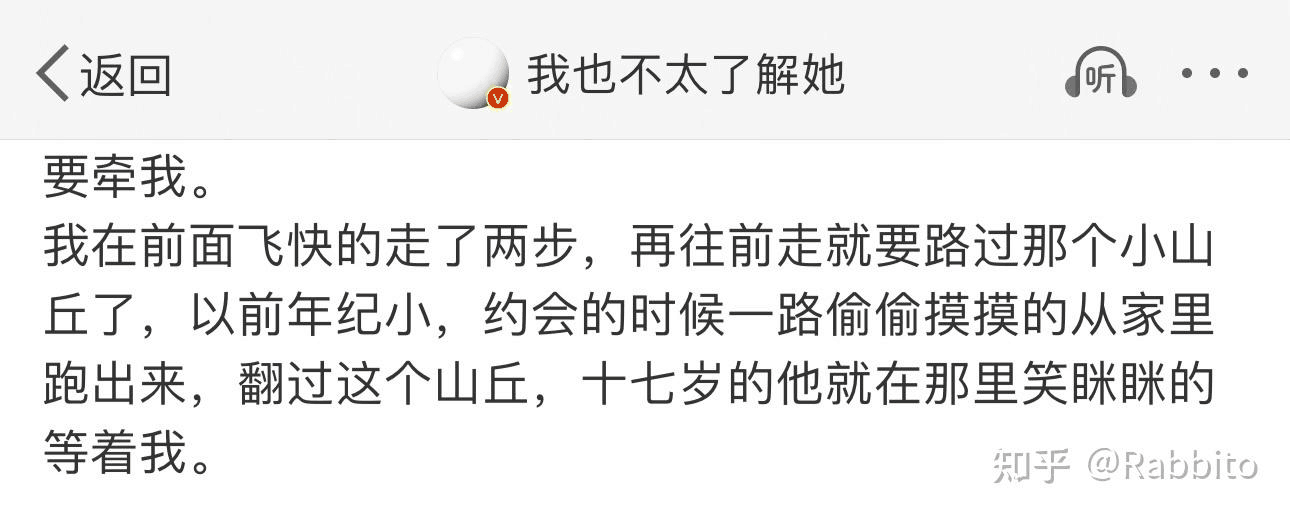 返回
我也不太了解她
听
要牵我。
我在前面飞快的走了两步，再往前走就要路过那个小山
丘了，以前年纪小，约会的时候一路偷偷摸摸的从家里
跑出来，翻过这个山丘，十七岁的他就在那里笑眯眯的
等着我。
知乎 @Rabbito